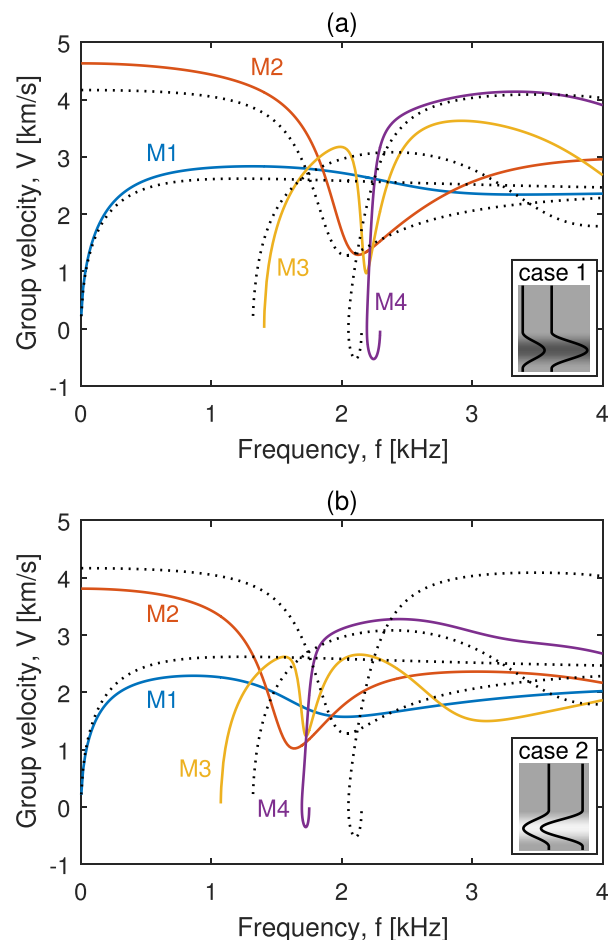 (a)
5
4
3
2
1
0
-1
Group velocity, V [km/s]
M2
M1
M3
M4
case 1
0
1
2
3
4
Frequency, f [kHz]
(b)
5
4
3
2
1
0
-1
Group velocity, V [km/s]
M2
M1
M3
M4
case 2
0
1
2
3
4
Frequency, f [kHz]